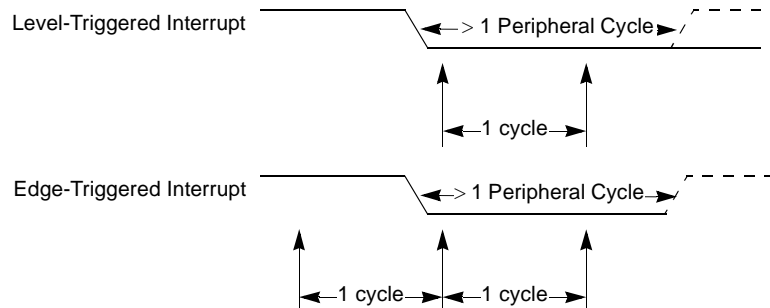 Level-Triggered Interrupt
> 1 Peripheral Cycle
1 cycle
Edge-Triggered Interrupt
> 1 Peripheral Cycle
1 cycle
1 cycle